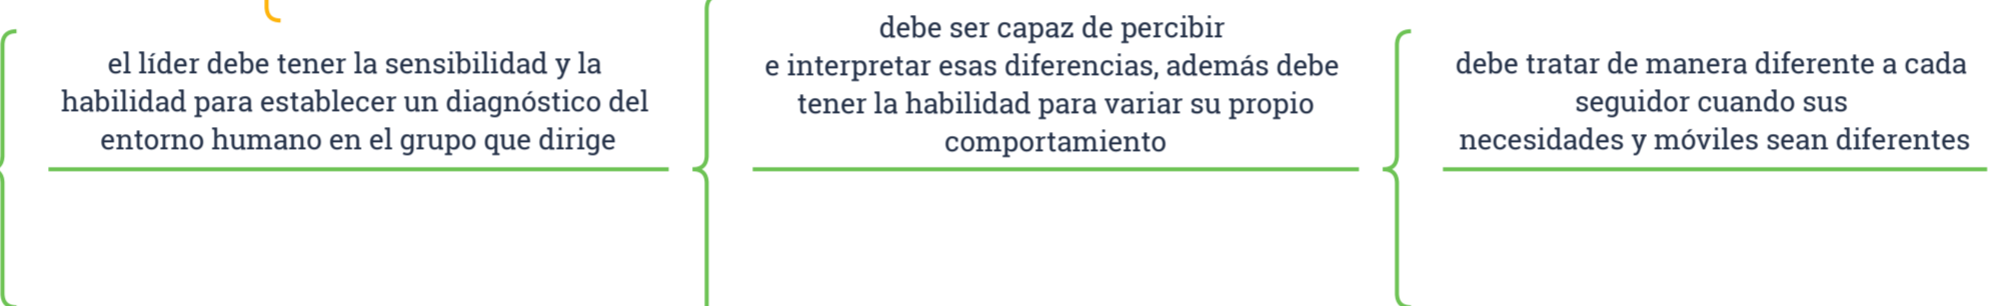 el líder debe tener la sensibilidad y la
habilidad para establecer un diagnóstico del
entorno humano en el grupo que dirige
debe ser capaz de percibir
e interpretar esas diferencias, además debe
tener la habilidad para variar su propio
comportamiento
debe tratar de manera diferente a cada
seguidor cuando sus
necesidades y móviles sean diferentes